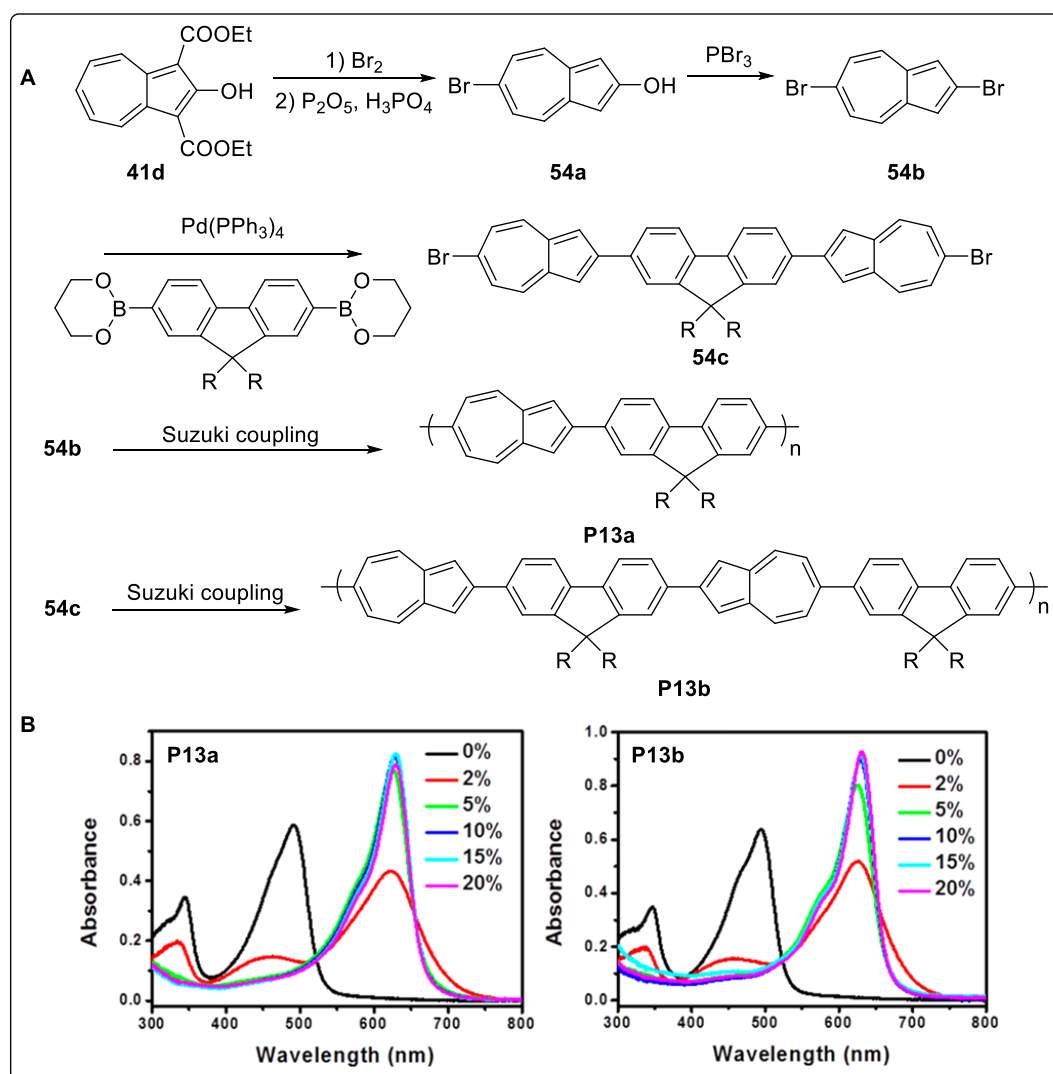 A
COOEt
OH
COOEt
41d
1) Br₂
2) P₂O₅, H₃PO₄
Br
OH
54a
PBr₃
Br
Br
54b
Pd(PPh₃)₄
O
B
O
O
B
O
R R
Br
Br
R R
54c
54b
Suzuki coupling
n
R R
P13a
54c
Suzuki coupling
n
R R
R R
P13b
B
P13a
0%
2%
5%
10%
15%
20%
Absorbance
0.8
0.6
0.4
0.2
0.0
300 400 500 600 700 800
Wavelength (nm)
P13b
0%
2%
5%
10%
15%
20%
Absorbance
1.0
0.8
0.6
0.4
0.2
0.0
300 400 500 600 700 800
Wavelength (nm)